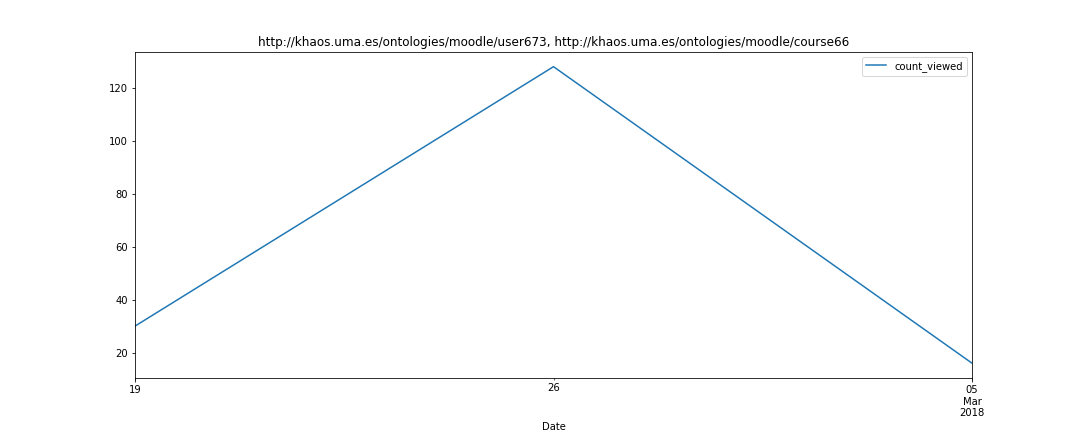 http://khaos.uma.es/ontologies/moodle/user673, http://khaos.uma.es/ontologies/moodle/course66
count_viewed
120
100
80
60
40
20
19
26
05
Mar
2018
Date